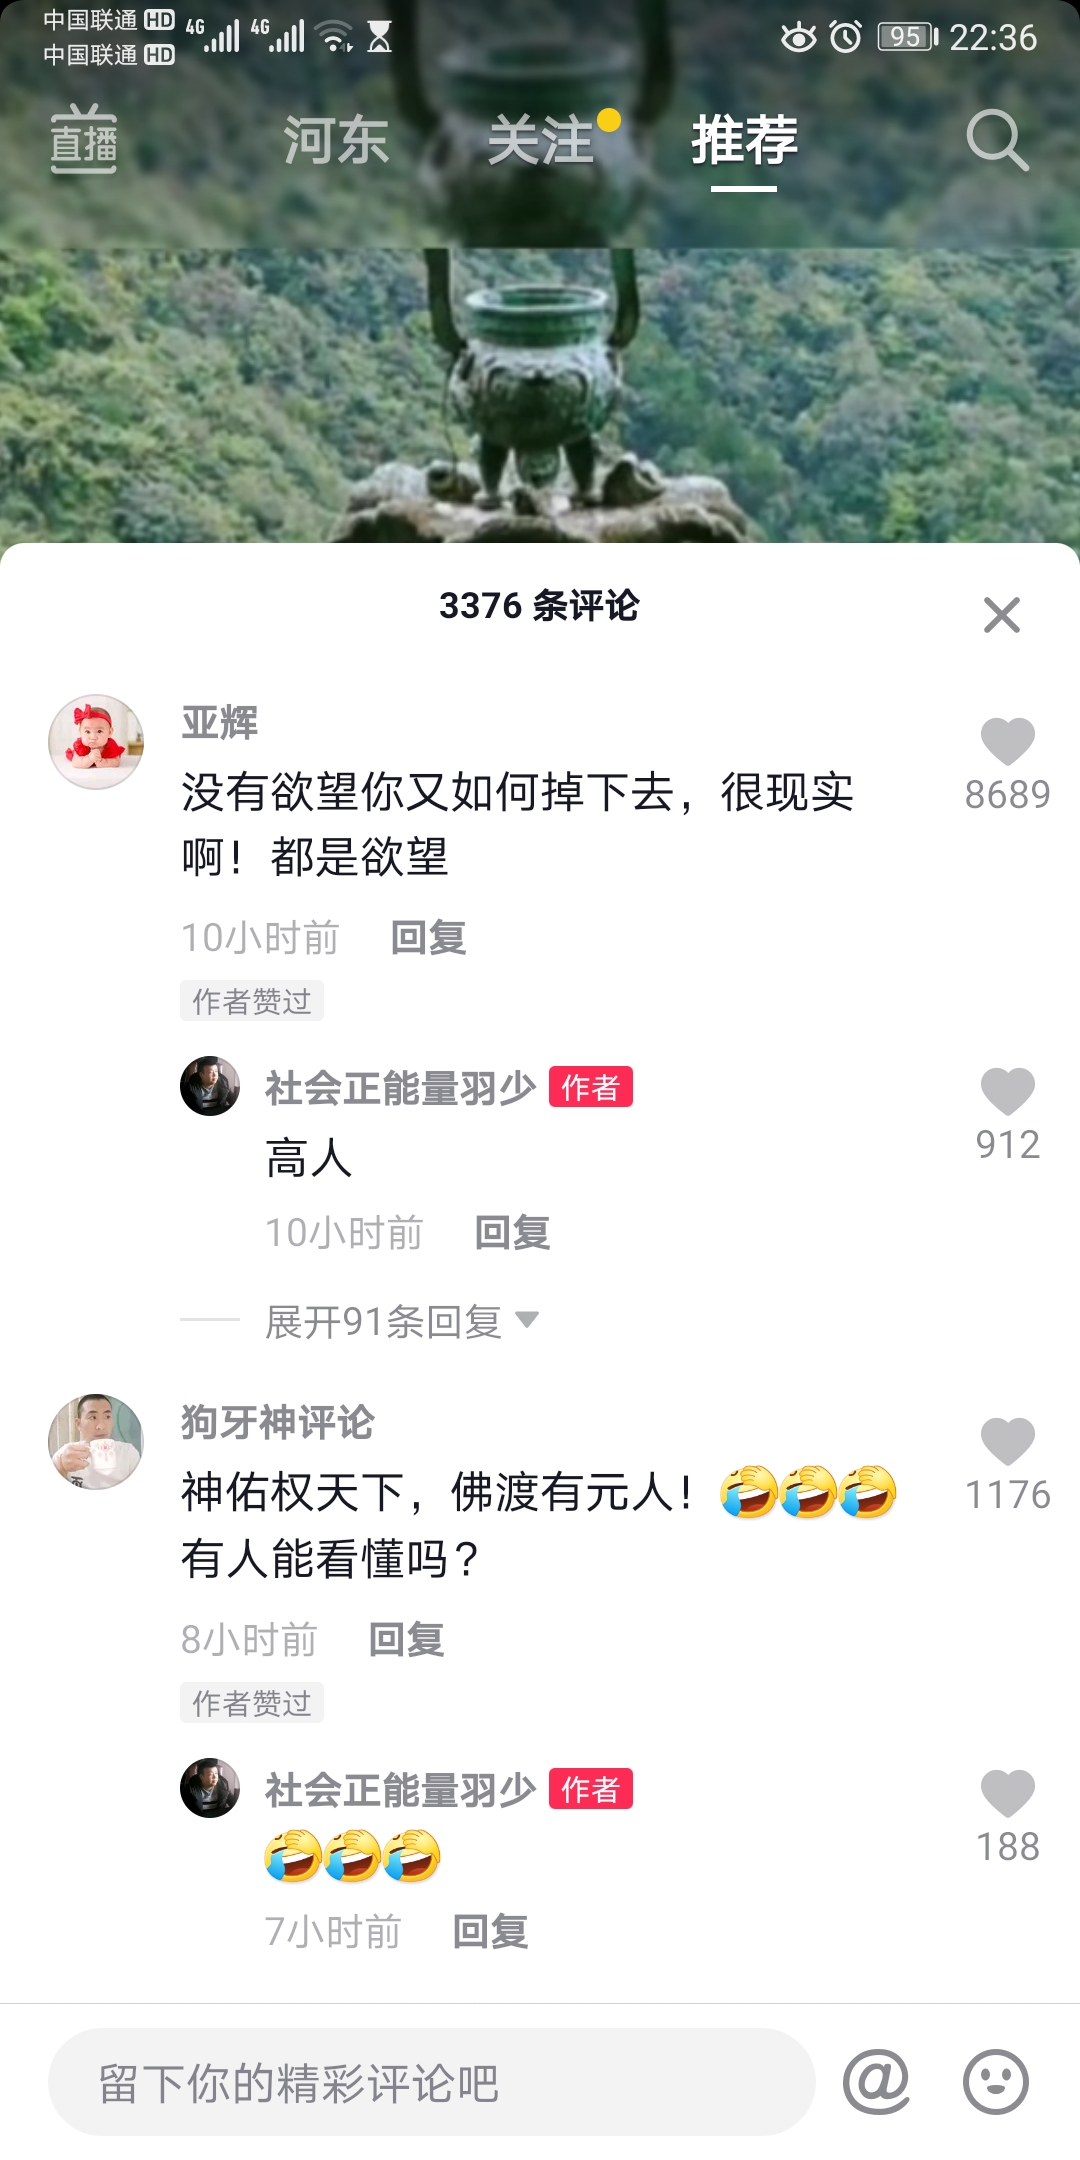 中国联通 HD 4G 4G 95 22:36
中国联通 HD
直播 河东 关注 推荐
3376 条评论
亚辉
没有欲望你又如何掉下去，很现实
啊！都是欲望
8689
10小时前 回复
作者赞过
社会正能量羽少 作者
高人
912
10小时前 回复
展开91条回复
狗牙神评论
神佑权天下，佛渡有元人！🤣🤣🤣
有人能看懂吗？
1176
8小时前 回复
作者赞过
社会正能量羽少 作者
🤣🤣🤣
188
7小时前 回复
留下你的精彩评论吧 @